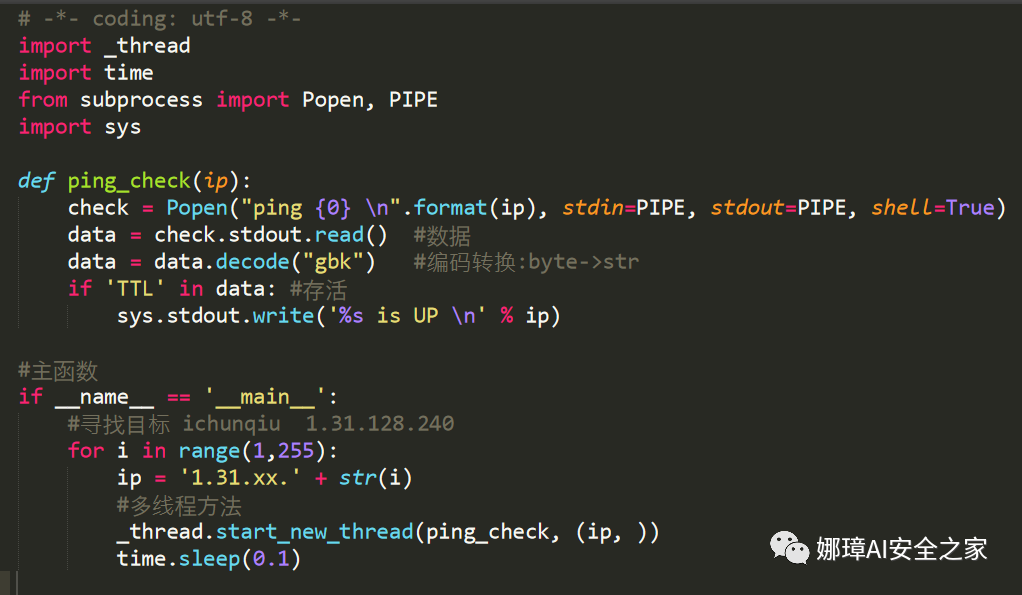 # -*- coding: utf-8 -*-
import _thread
import time
from subprocess import Popen, PIPE
import sys

def ping_check(ip):
    check = Popen("ping {0} \n".format(ip), stdin=PIPE, stdout=PIPE, shell=True)
    data = check.stdout.read()  #数据
    data = data.decode("gbk")   #编码转换:byte->str
    if 'TTL' in data: #存活
        sys.stdout.write('%s is UP \n' % ip)

#主函数
if __name__ == '__main__':
    #寻找目标 ichunqiu  1.31.128.240
    for i in range(1,255):
        ip = '1.31.xx.' + str(i)
        #多线程方法
        _thread.start_new_thread(ping_check, (ip, ))
        time.sleep(0.1)
娜璋AI安全之家